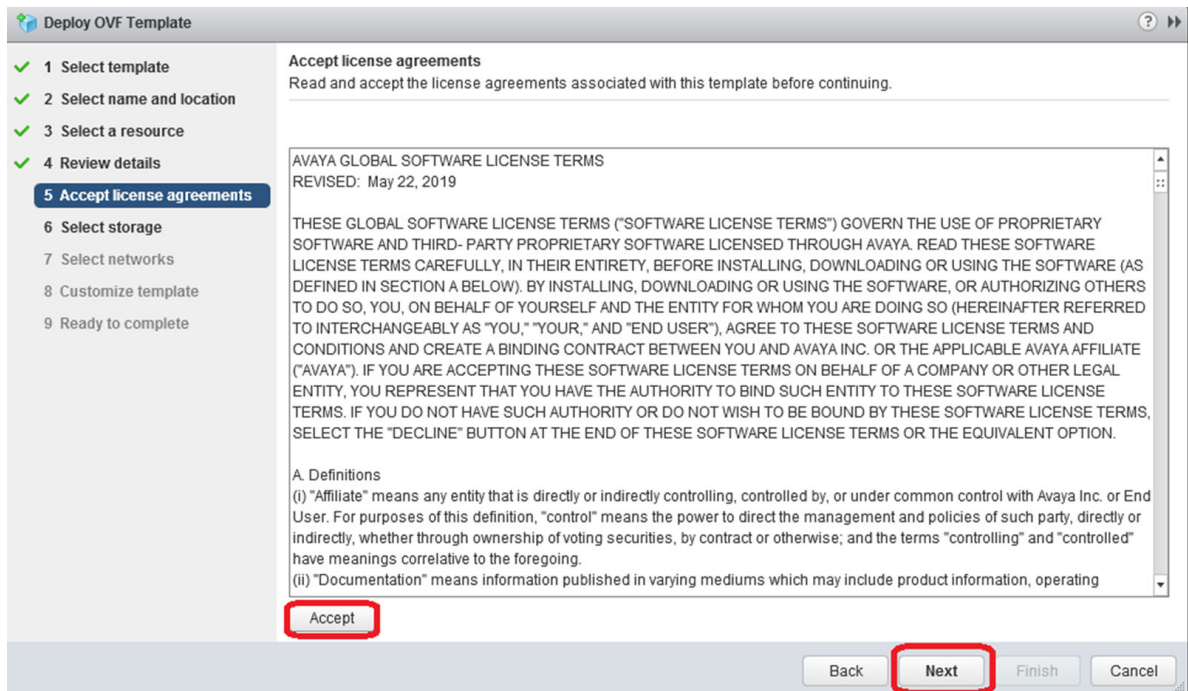 Deploy OVF Template
?
1 Select template
2 Select name and location
3 Select a resource
4 Review details
5 Accept license agreements
6 Select storage
7 Select networks
8 Customize template
9 Ready to complete
Accept license agreements
Read and accept the license agreements associated with this template before continuing.
AVAYA GLOBAL SOFTWARE LICENSE TERMS
REVISED: May 22, 2019
THESE GLOBAL SOFTWARE LICENSE TERMS ("SOFTWARE LICENSE TERMS") GOVERN THE USE OF PROPRIETARY
SOFTWARE AND THIRD- PARTY PROPRIETARY SOFTWARE LICENSED THROUGH AVAYA. READ THESE SOFTWARE
LICENSE TERMS CAREFULLY, IN THEIR ENTIRETY, BEFORE INSTALLING, DOWNLOADING OR USING THE SOFTWARE (AS
DEFINED IN SECTION A BELOW). BY INSTALLING, DOWNLOADING OR USING THE SOFTWARE, OR AUTHORIZING OTHERS
TO DO SO, YOU, ON BEHALF OF YOURSELF AND THE ENTITY FOR WHOM YOU ARE DOING SO (HEREINAFTER REFERRED
TO INTERCHANGEABLY AS "YOU," "YOUR," AND "END USER"), AGREE TO THESE SOFTWARE LICENSE TERMS AND
CONDITIONS AND CREATE A BINDING CONTRACT BETWEEN YOU AND AVAYA INC. OR THE APPLICABLE AVAYA AFFILIATE
("AVAYA"). IF YOU ARE ACCEPTING THESE SOFTWARE LICENSE TERMS ON BEHALF OF A COMPANY OR OTHER LEGAL
ENTITY, YOU REPRESENT THAT YOU HAVE THE AUTHORITY TO BIND SUCH ENTITY TO THESE SOFTWARE LICENSE
TERMS. IF YOU DO NOT HAVE SUCH AUTHORITY OR DO NOT WISH TO BE BOUND BY THESE SOFTWARE LICENSE TERMS,
SELECT THE "DECLINE" BUTTON AT THE END OF THESE SOFTWARE LICENSE TERMS OR THE EQUIVALENT OPTION.
A. Definitions
(i) "Affiliate" means any entity that is directly or indirectly controlling, controlled by, or under common control with Avaya Inc. or End
User. For purposes of this definition, "control" means the power to direct the management and policies of such party, directly or
indirectly, whether through ownership of voting securities, by contract or otherwise; and the terms "controlling" and "controlled"
have meanings correlative to the foregoing.
(ii) "Documentation" means information published in varying mediums which may include product information, operating
Accept
Back
Next
Finish
Cancel